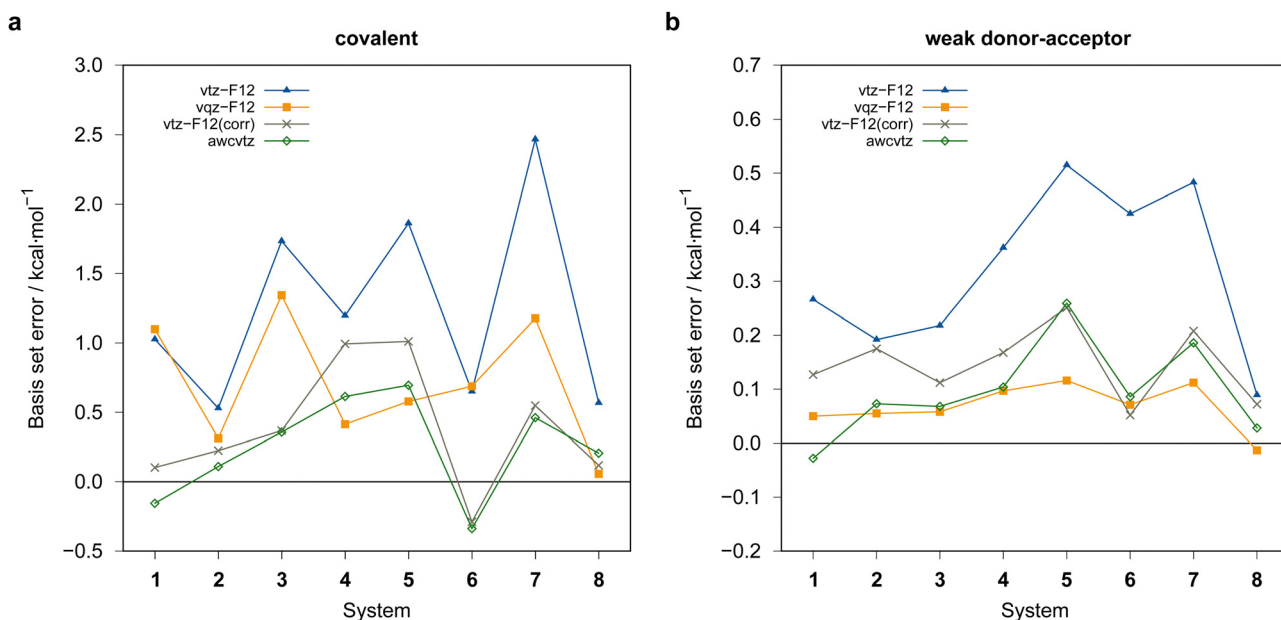 a
covalent
3.0
2.5
2.0
1.5
1.0
0.5
0.0
−0.5
Basis set error / kcal·mol⁻¹
vtz−F12
vqz−F12
vtz−F12(corr)
awcvtz
1 2 3 4 5 6 7 8
System
b
weak donor-acceptor
0.7
0.6
0.5
0.4
0.3
0.2
0.1
0.0
−0.1
−0.2
Basis set error / kcal·mol⁻¹
vtz−F12
vqz−F12
vtz−F12(corr)
awcvtz
1 2 3 4 5 6 7 8
System